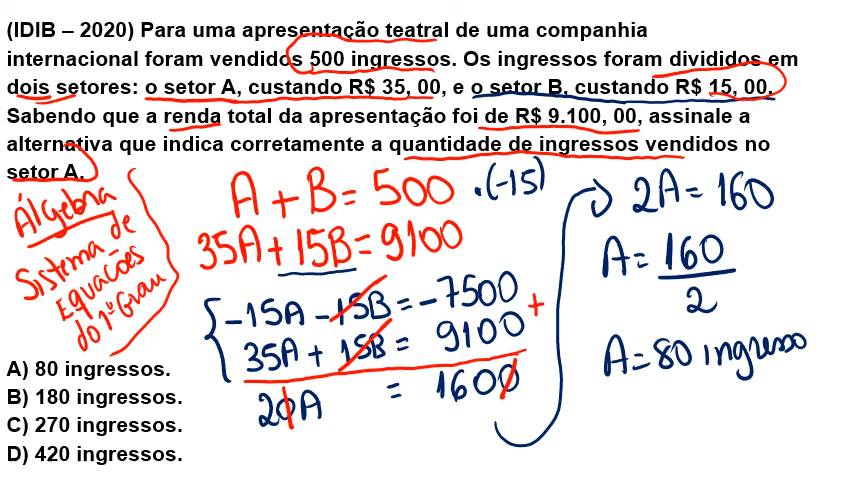 (IDIB – 2020) Para uma apresentação teatral de uma companhia
internacional foram vendidos 500 ingressos. Os ingressos foram divididos em
dois setores: o setor A, custando R$ 35, 00, e o setor B, custando R$ 15, 00.
Sabendo que a renda total da apresentação foi de R$ 9.100, 00, assinale a
alternativa que indica corretamente a quantidade de ingressos vendidos no
setor A.
Álgebra
Sistema de
Equações
do 1º Grau
A + B = 500 .(-15)
35A + 15B = 9100
-15A - 15B = -7500
35A + 15B = 9100 +
20A = 1600
2A = 160
A = 160
2
A = 80 ingresso
A) 80 ingressos.
B) 180 ingressos.
C) 270 ingressos.
D) 420 ingressos.